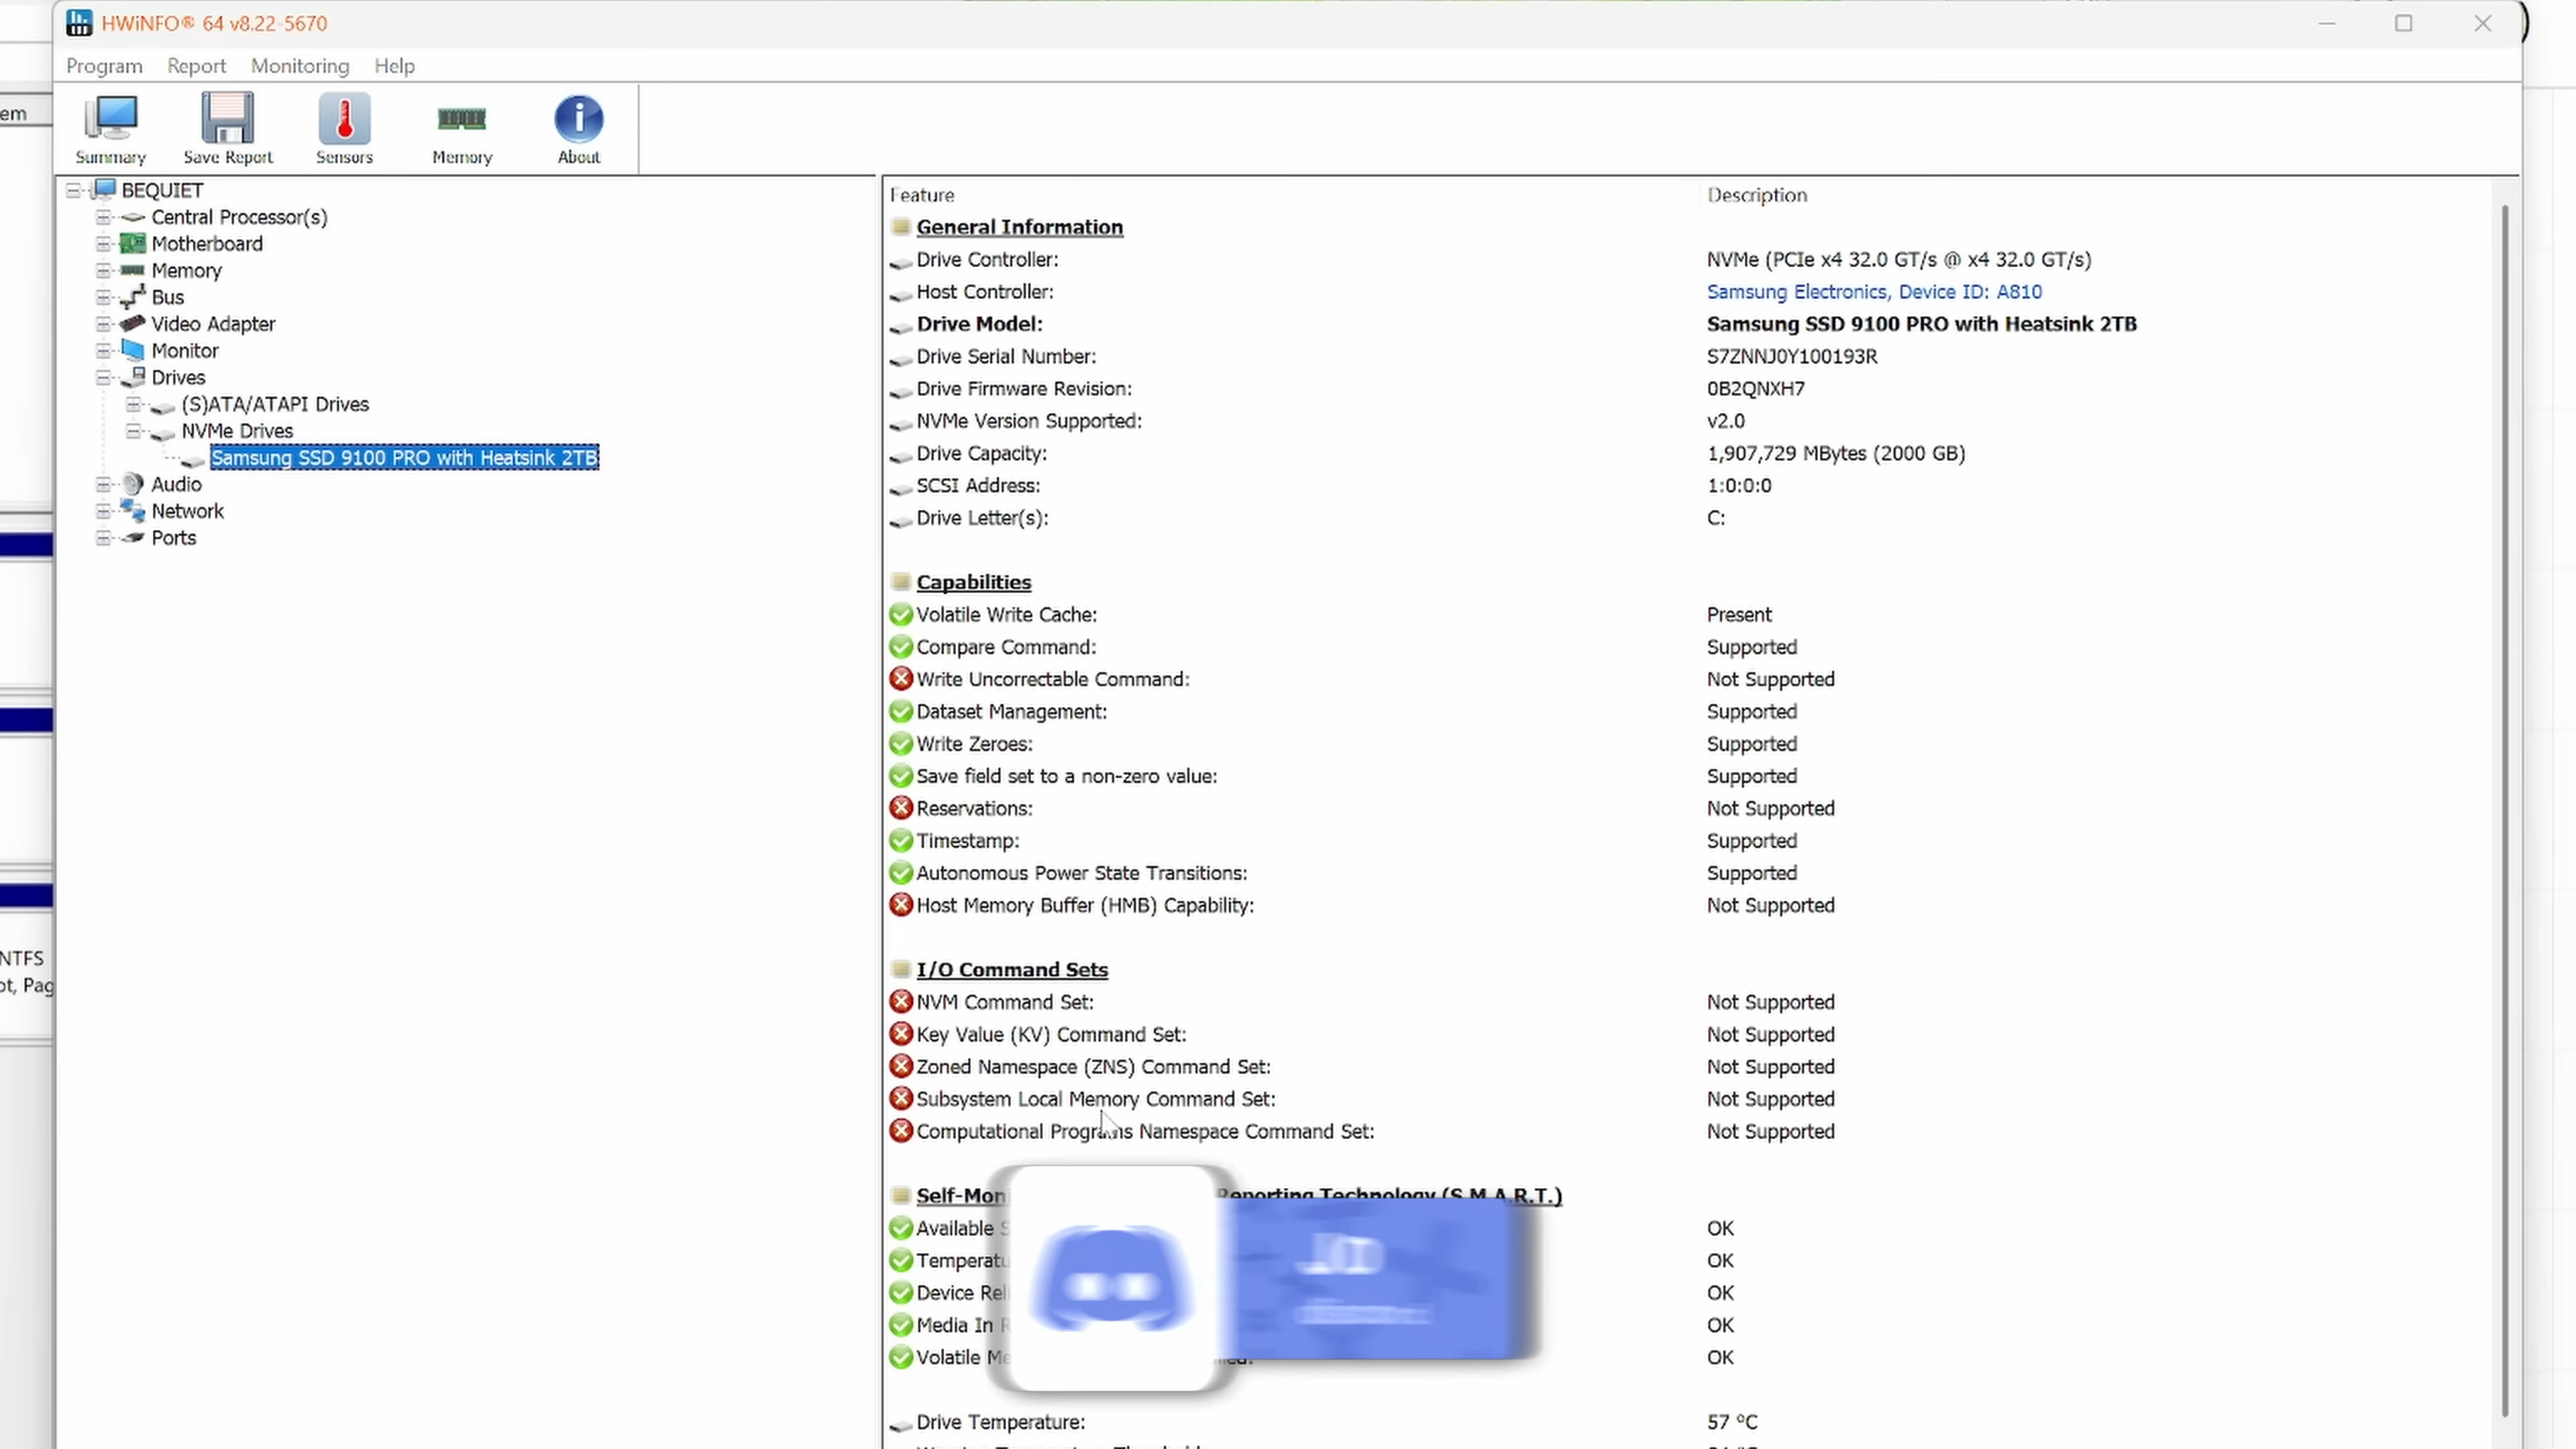 HWiNFO® 64 v8.22-5670
Program Report Monitoring Help
em
Summary Save Report Sensors Memory About
BEQUIET
Central Processor(s)
Motherboard
Memory
Bus
Video Adapter
Monitor
Drives
(S)ATA/ATAPI Drives
NVMe Drives
Samsung SSD 9100 PRO with Heatsink 2TB
Audio
Network
Ports
NTFS
ot, Pag
Feature Description
General Information
Drive Controller: NVMe (PCIe x4 32.0 GT/s @ x4 32.0 GT/s)
Host Controller: Samsung Electronics, Device ID: A810
Drive Model: Samsung SSD 9100 PRO with Heatsink 2TB
Drive Serial Number: S7ZNNJ0Y100193R
Drive Firmware Revision: 0B2QNXH7
NVMe Version Supported: v2.0
Drive Capacity: 1,907,729 MBytes (2000 GB)
SCSI Address: 1:0:0:0
Drive Letter(s): C:
Capabilities
Volatile Write Cache: Present
Compare Command: Supported
Write Uncorrectable Command: Not Supported
Dataset Management: Supported
Write Zeroes: Supported
Save field set to a non-zero value: Supported
Reservations: Not Supported
Timestamp: Supported
Autonomous Power State Transitions: Supported
Host Memory Buffer (HMB) Capability: Not Supported
I/O Command Sets
NVM Command Set: Not Supported
Key Value (KV) Command Set: Not Supported
Zoned Namespace (ZNS) Command Set: Not Supported
Subsystem Local Memory Command Set: Not Supported
Computational Programs Namespace Command Set: Not Supported
Self-Moni Reporting Technology (S.M.A.R.T.)
Available S OK
Temperatu OK
Device Reli OK
Media In R OK
Volatile Me OK
Drive Temperature: 57 °C